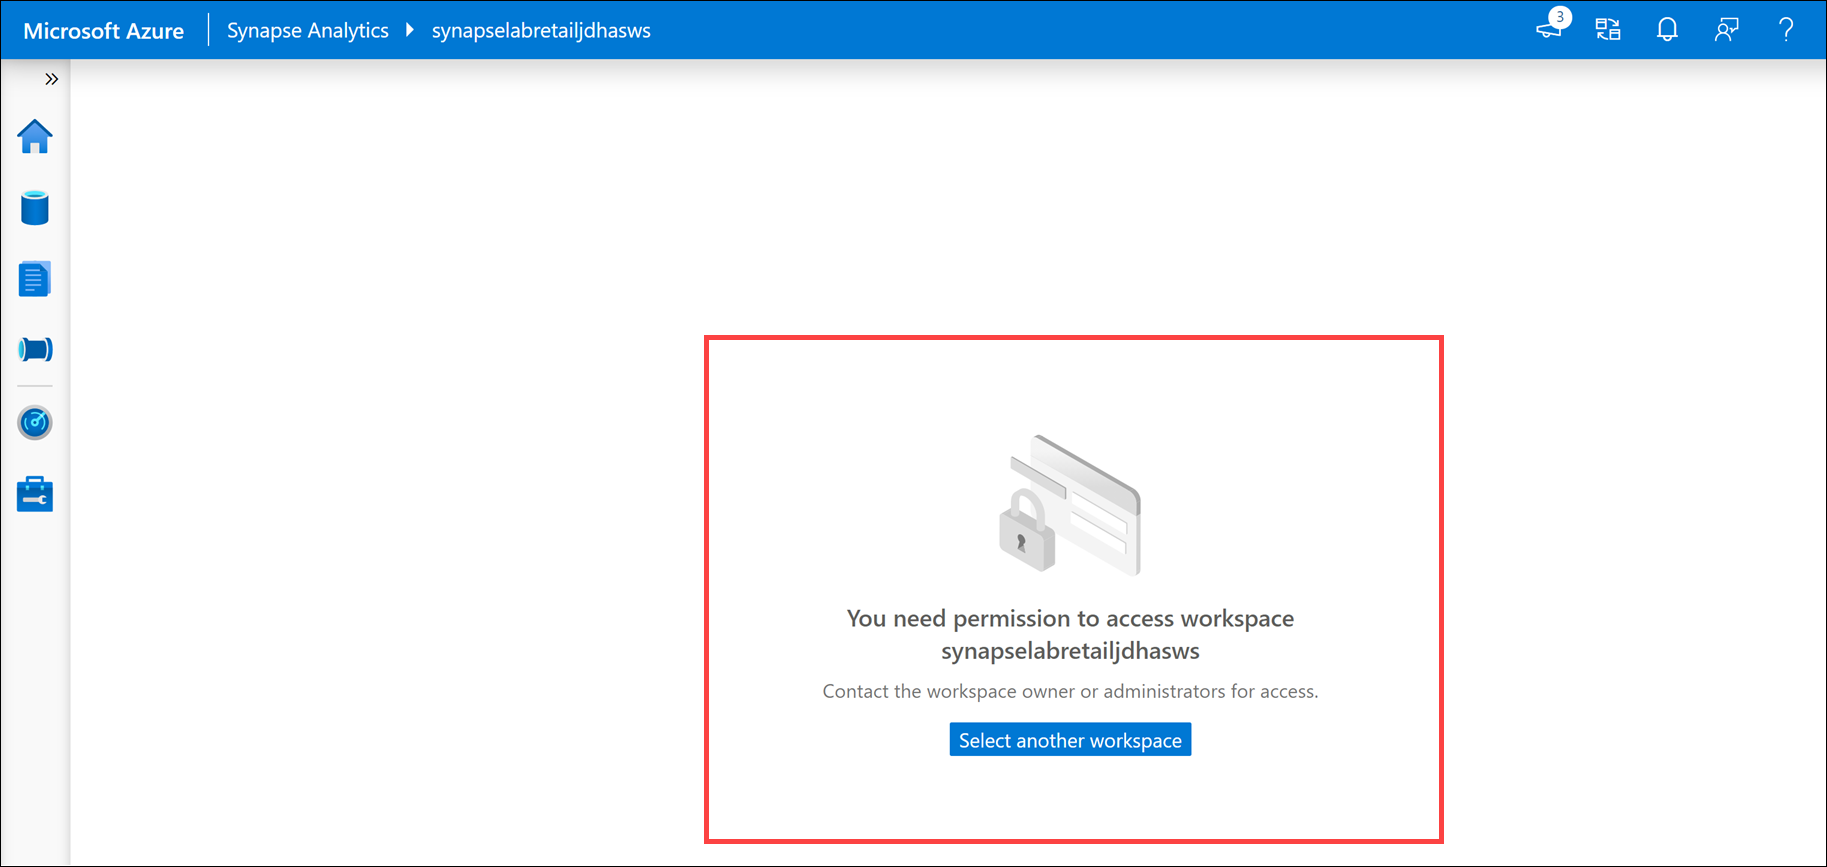 Microsoft Azure
Synapse Analytics
synapselabretailjdhasws
3
You need permission to access workspace
synapselabretailjdhasws
Contact the workspace owner or administrators for access.
Select another workspace